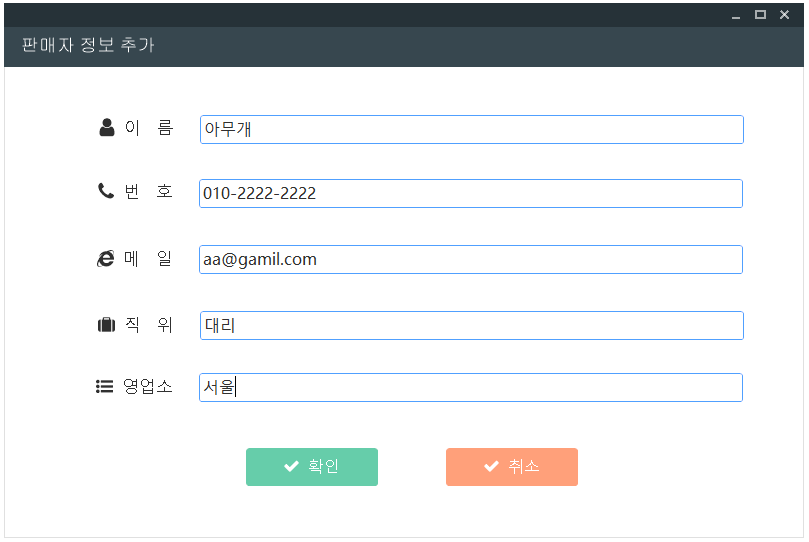 판매자 정보 추가
이 름 아무개
번 호 010-2222-2222
메 일 aa@gamil.com
직 위 대리
영업소 서울
확인 취소